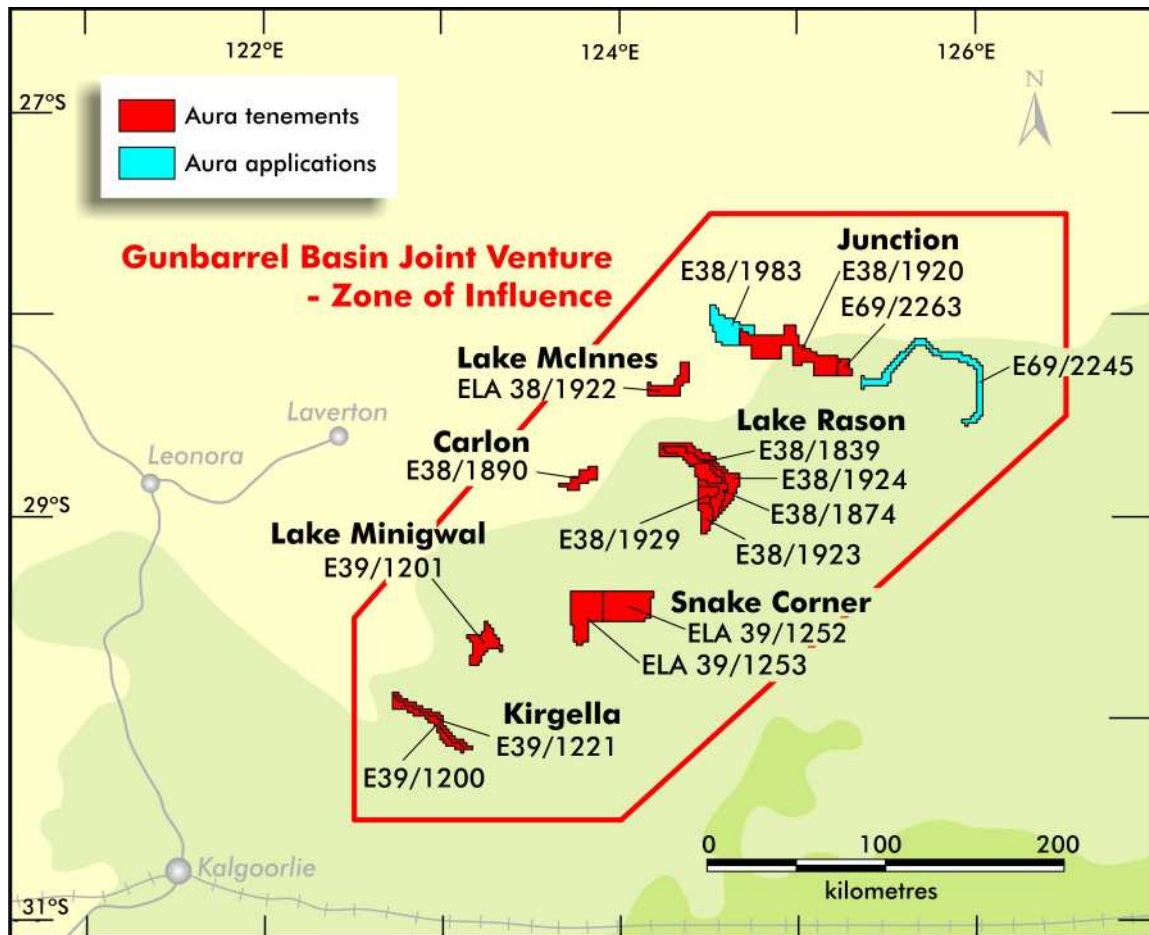 122°E
124°E
126°E
27°S
N
Aura tenements
Aura applications
Gunbarrel Basin Joint Venture
- Zone of Influence
Junction
E38/1983
E38/1920
E69/2263
Lake McInnes
ELA 38/1922
E69/2245
Laverton
Lake Rason
Carlon
E38/1839
Leonora
E38/1890
E38/1924
E38/1874
29°S
E38/1929
E38/1923
Lake Minigwal
E39/1201
Snake Corner
ELA 39/1252
ELA 39/1253
Kirgella
E39/1221
E39/1200
0 100 200
kilometres
Kalgoorlie
31°S